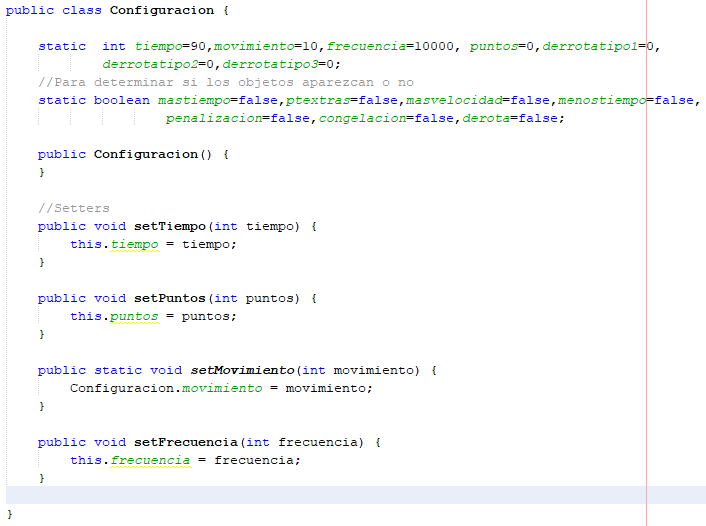 public class Configuracion {
static  int tiempo=90,movimiento=10,frecuencia=10000, puntos=0,derrotatipo1=0,
derrotatipo2=0,derrotatipo3=0;
//Para determinar si los objetos aparezcan o no
static boolean mastiempo=false,ptextras=false,masvelocidad=false,menostiempo=false,
penalizacion=false,congelacion=false,derota=false;
public Configuracion() {
}
//Setters
public void setTiempo(int tiempo) {
this.tiempo = tiempo;
}
public void setPuntos(int puntos) {
this.puntos = puntos;
}
public static void setMovimiento(int movimiento) {
Configuracion.movimiento = movimiento;
}
public void setFrecuencia(int frecuencia) {
this.frecuencia = frecuencia;
}
}